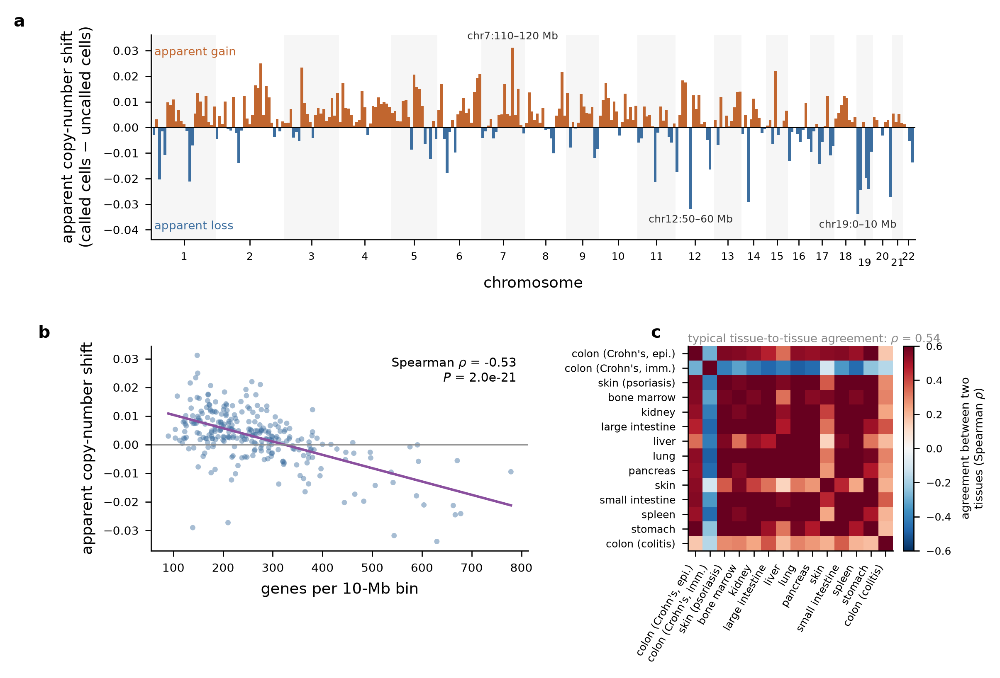 a
apparent copy-number shift
(called cells − uncalled cells)
0.03
0.02
0.01
0.00
−0.01
−0.02
−0.03
−0.04
apparent gain
apparent loss
chr7:110–120 Mb
chr12:50–60 Mb
chr19:0–10 Mb
1
2
3
4
5
6
7
8
9
10
11
12
13
14
15
16
17
18
19
20
21
22
chromosome
b
apparent copy-number shift
0.03
0.02
0.01
0.00
−0.01
−0.02
−0.03
Spearman ρ = -0.53
P = 2.0e-21
100
200
300
400
500
600
700
800
genes per 10-Mb bin
c
typical tissue-to-tissue agreement: ρ = 0.54
colon (Crohn's, epi.)
colon (Crohn's, imm.)
skin (psoriasis)
bone marrow
kidney
large intestine
liver
lung
pancreas
skin
small intestine
spleen
stomach
colon (colitis)
colon (Crohn's, epi.)
colon (Crohn's, imm.)
skin (psoriasis)
bone marrow
kidney
large intestine
liver
lung
pancreas
skin
small intestine
spleen
stomach
colon (colitis)
0.6
0.4
0.2
0.0
−0.2
−0.4
−0.6
agreement between two
tissues (Spearman ρ)